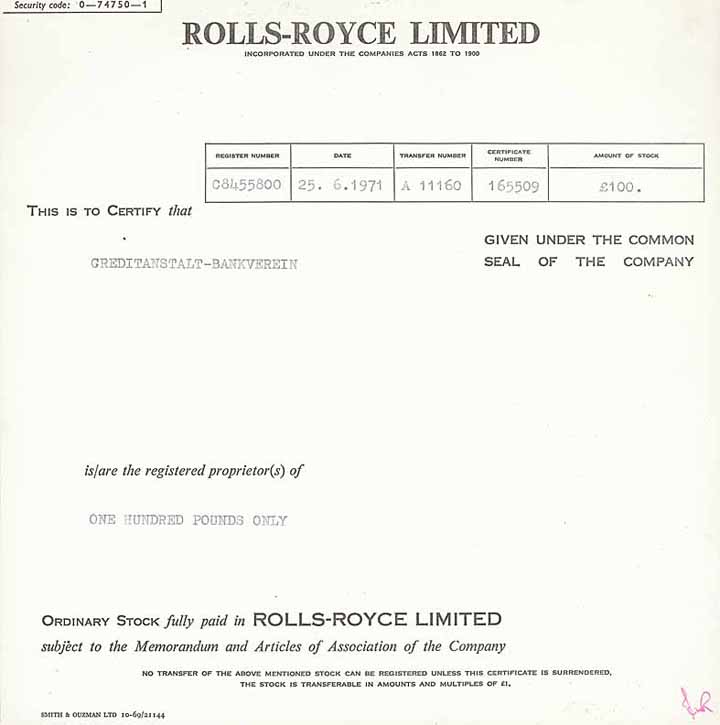 Security code: 0—74750—1
ROLLS-ROYCE LIMITED
INCORPORATED UNDER THE COMPANIES ACTS 1862 TO 1900
REGISTER NUMBER DATE TRANSFER NUMBER CERTIFICATE NUMBER AMOUNT OF STOCK
C8455800 25. 6.1971 A 11160 165509 £100.
THIS IS TO CERTIFY that
GIVEN UNDER THE COMMON
SEAL OF THE COMPANY
CREDITANSTALT-BANKVEREIN
is/are the registered proprietor(s) of
ONE HUNDRED POUNDS ONLY
ORDINARY STOCK fully paid in ROLLS-ROYCE LIMITED
subject to the Memorandum and Articles of Association of the Company
NO TRANSFER OF THE ABOVE MENTIONED STOCK CAN BE REGISTERED UNLESS THIS CERTIFICATE IS SURRENDERED.
THE STOCK IS TRANSFERABLE IN AMOUNTS AND MULTIPLES OF £1.
SMITH & OUZMAN LTD 10-69/21144